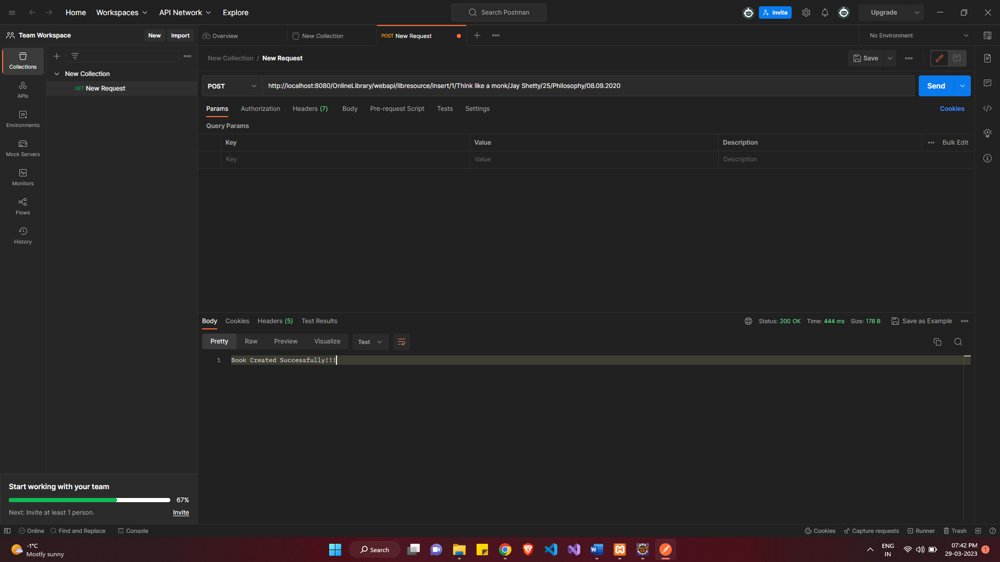 Home Workspaces API Network Explore Search Postman Invite Upgrade
Team Workspace New Import Overview New Collection POST New Request No Environment
New Collection / New Request Save
Collections
New Collection
GET New Request
POST http://localhost:8080/OnlineLibrary/webapi/libresource/insert/1/Think like a monk/Jay Shetty/25/Philosophy/08.09.2020 Send
APIs
Environments
Mock Servers
Monitors
Flows
History
Params Authorization Headers (7) Body Pre-request Script Tests Settings Cookies
Query Params
Key Value Description Bulk Edit
Key Value Description
Body Cookies Headers (5) Test Results Status: 200 OK Time: 444 ms Size: 178 B Save as Example
Pretty Raw Preview Visualize Text
1 Book Created Successfully!!!
Start working with your team
67%
Next: Invite at least 1 person. Invite
Online Find and Replace Console Cookies Capture requests Runner Trash
-1°C
Mostly sunny
Search
ENG
IN
07:42 PM
29-03-2023
1